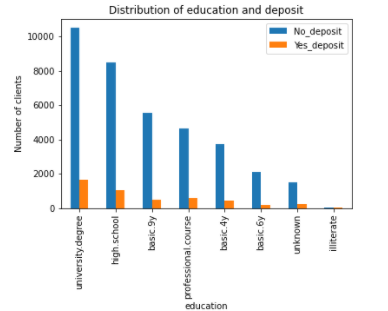 Distribution of education and deposit
No_deposit
Yes_deposit
10000
8000
6000
4000
2000
0
Number of clients
university.degree
high.school
basic.9y
professional.course
basic.4y
basic.6y
unknown
illiterate
education